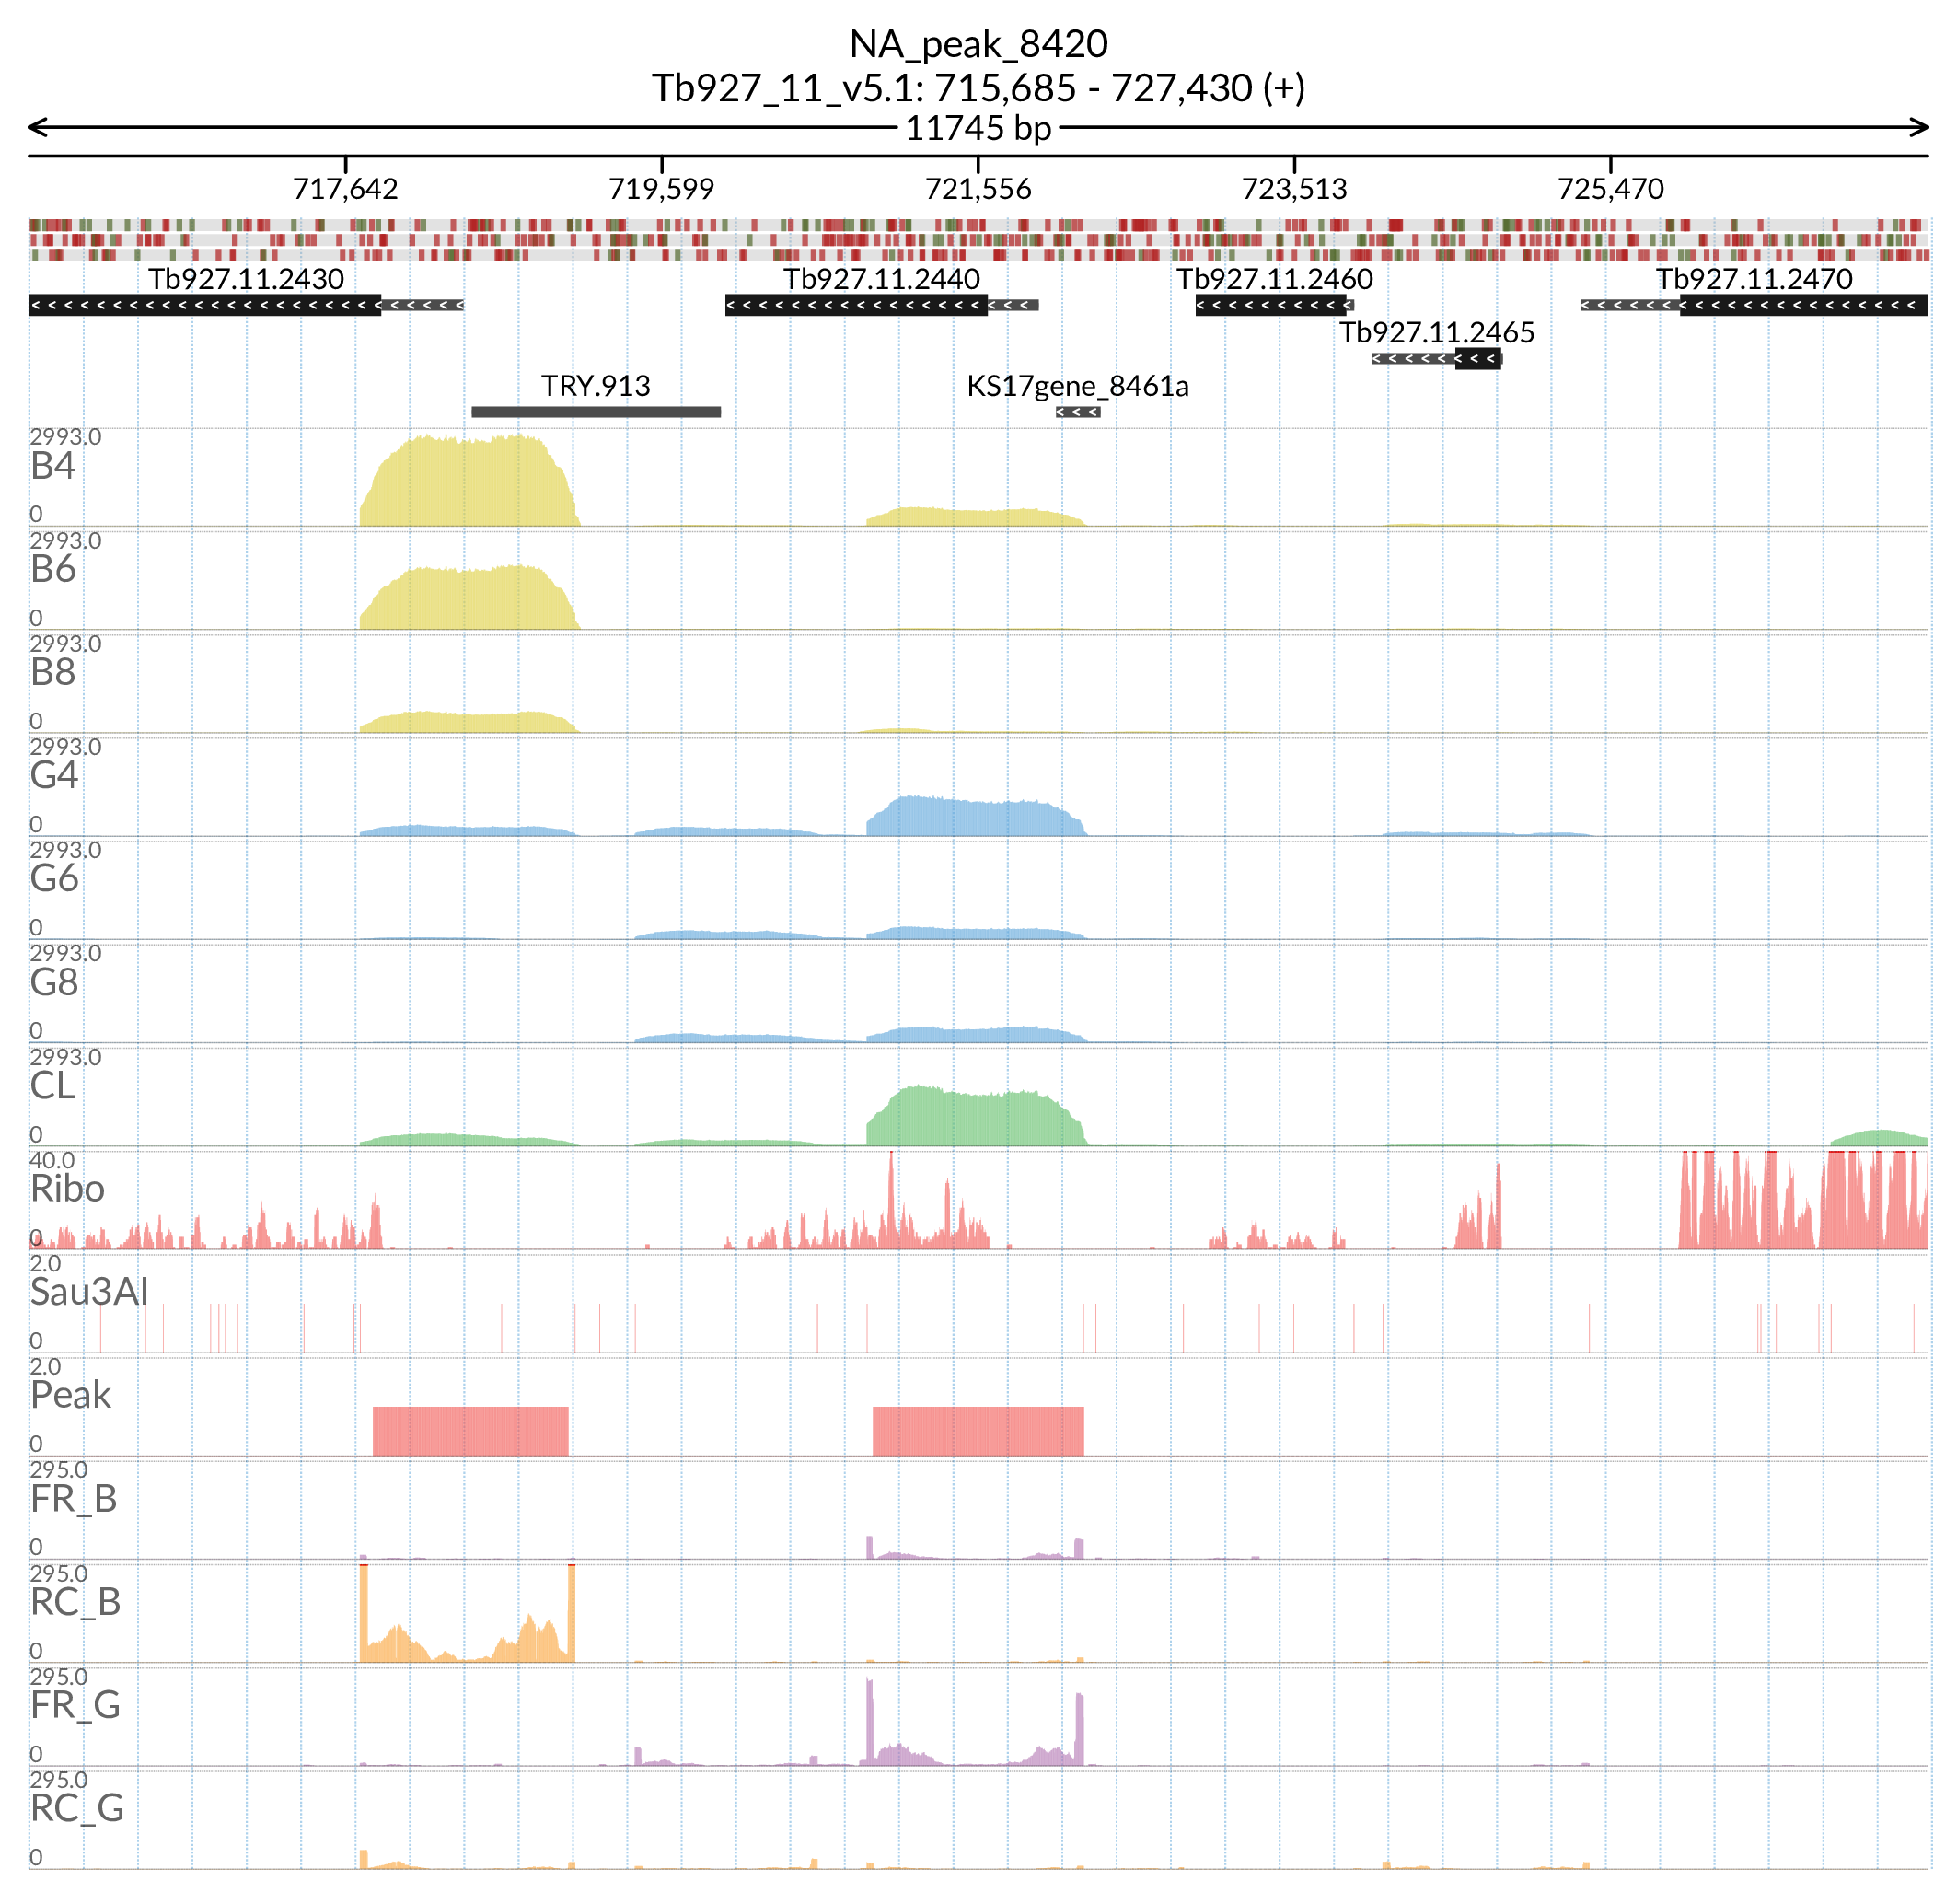 NA_peak_8420
Tb927_11_v5.1: 715,685 - 727,430 (+)
11745 bp
717,642 719,599 721,556 723,513 725,470
Tb927.11.2430 Tb927.11.2440 Tb927.11.2460 Tb927.11.2470
Tb927.11.2465
TRY.913 KS17gene_8461a
2993.0
B4
0
2993.0
B6
0
2993.0
B8
0
2993.0
G4
0
2993.0
G6
0
2993.0
G8
0
2993.0
CL
0
40.0
Ribo
0
2.0
Sau3AI
0
2.0
Peak
0
295.0
FR_B
0
295.0
RC_B
0
295.0
FR_G
0
295.0
RC_G
0